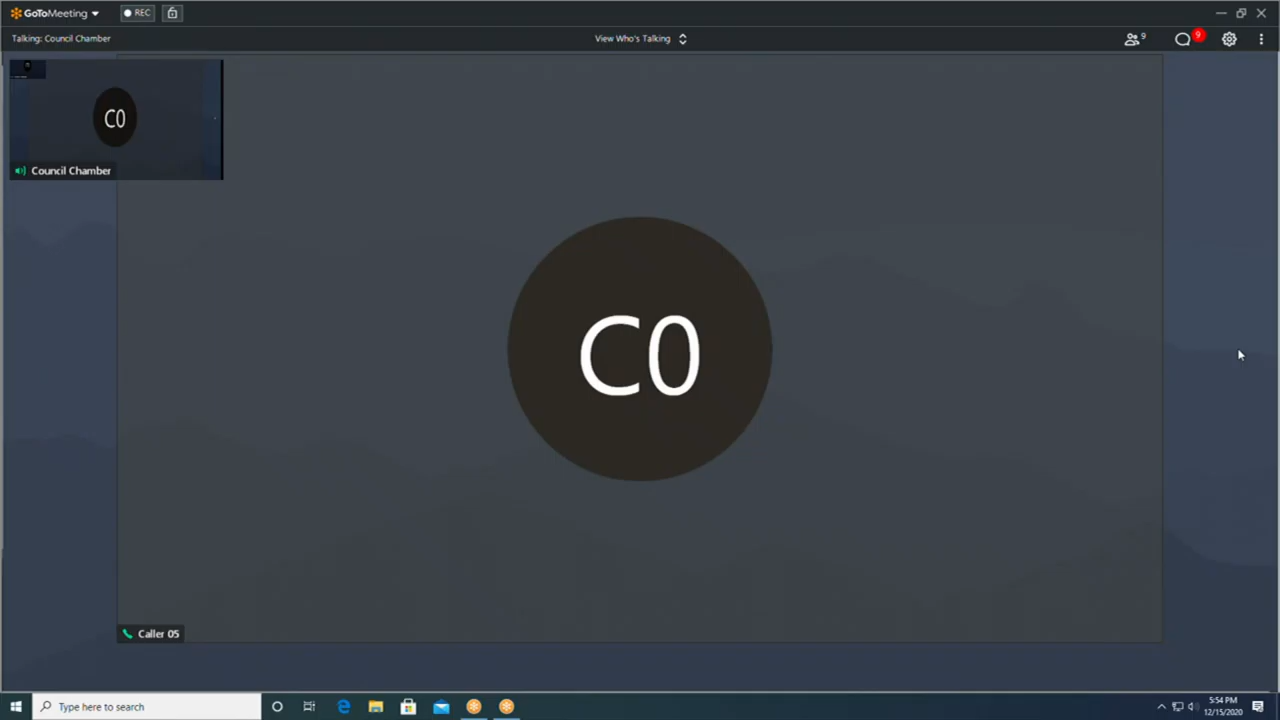 GoToMeeting
REC
Talking: Council Chamber
View Who's Talking
9
9
C0
Council Chamber
C0
Caller 05
Type here to search
5:54 PM
12/15/2020